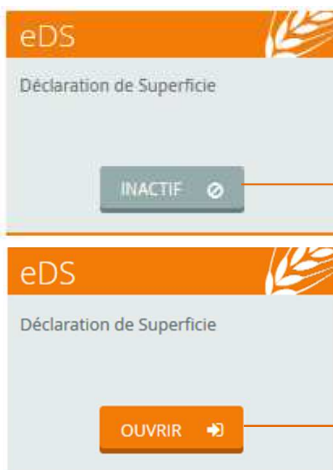 eDS
Déclaration de Superficie
INACTIF
eDS
Déclaration de Superficie
OUVRIR